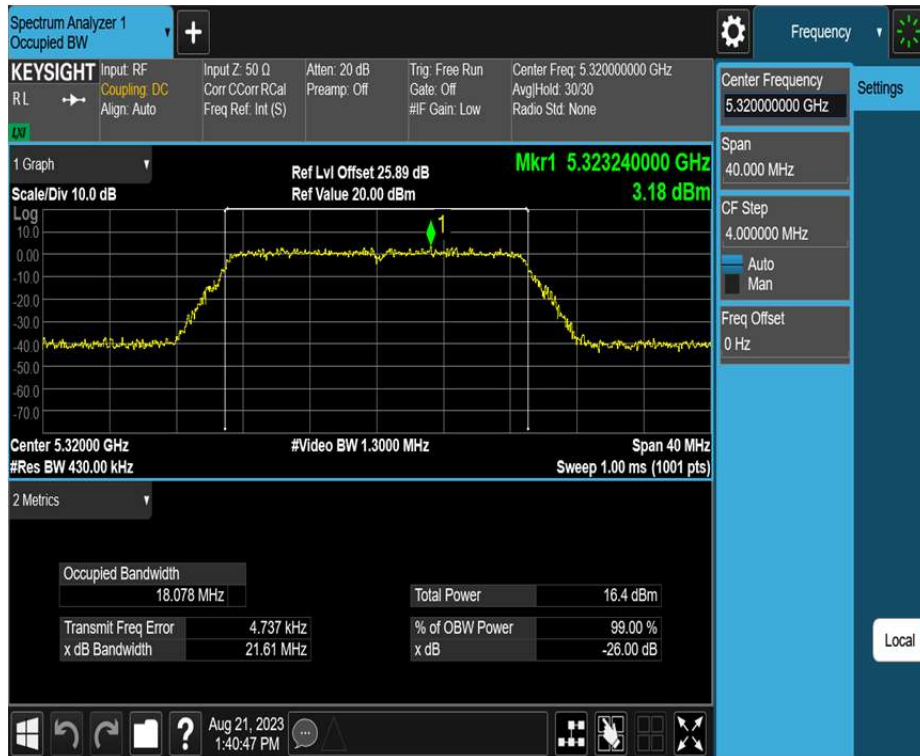 Spectrum Analyzer 1
Occupied BW
+
Frequency
KEYSIGHT
R L
LXI
Input: RF
Coupling: DC
Align: Auto
Input Z: 50 Ω
Corr CCorr RCal
Freq Ref: Int (S)
Atten: 20 dB
Preamp: Off
Trig: Free Run
Gate: Off
#IF Gain: Low
Center Freq: 5.320000000 GHz
Avg|Hold: 30/30
Radio Std: None
Center Frequency
5.32000000 GHz
Settings
Span
40.000 MHz
CF Step
4.000000 MHz
Auto
Man
Freq Offset
0 Hz
1 Graph
Scale/Div 10.0 dB
Ref Lvl Offset 25.89 dB
Ref Value 20.00 dBm
Mkr1 5.323240000 GHz
3.18 dBm
Log
10.0
0.00
-10.0
-20.0
-30.0
-40.0
-50.0
-60.0
-70.0
1
Center 5.32000 GHz
#Video BW 1.3000 MHz
Span 40 MHz
#Res BW 430.00 kHz
Sweep 1.00 ms (1001 pts)
2 Metrics
Occupied Bandwidth
18.078 MHz
Total Power 16.4 dBm
Transmit Freq Error 4.737 kHz
% of OBW Power 99.00 %
x dB Bandwidth 21.61 MHz
x dB -26.00 dB
Local
?
Aug 21, 2023
1:40:47 PM